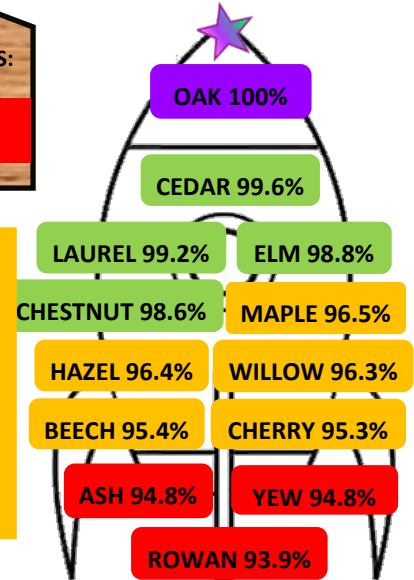 S:
OAK 100%
CEDAR 99.6%
LAUREL 99.2%
ELM 98.8%
CHESTNUT 98.6%
MAPLE 96.5%
HAZEL 96.4%
WILLOW 96.3%
BEECH 95.4%
CHERRY 95.3%
ASH 94.8%
YEW 94.8%
ROWAN 93.9%